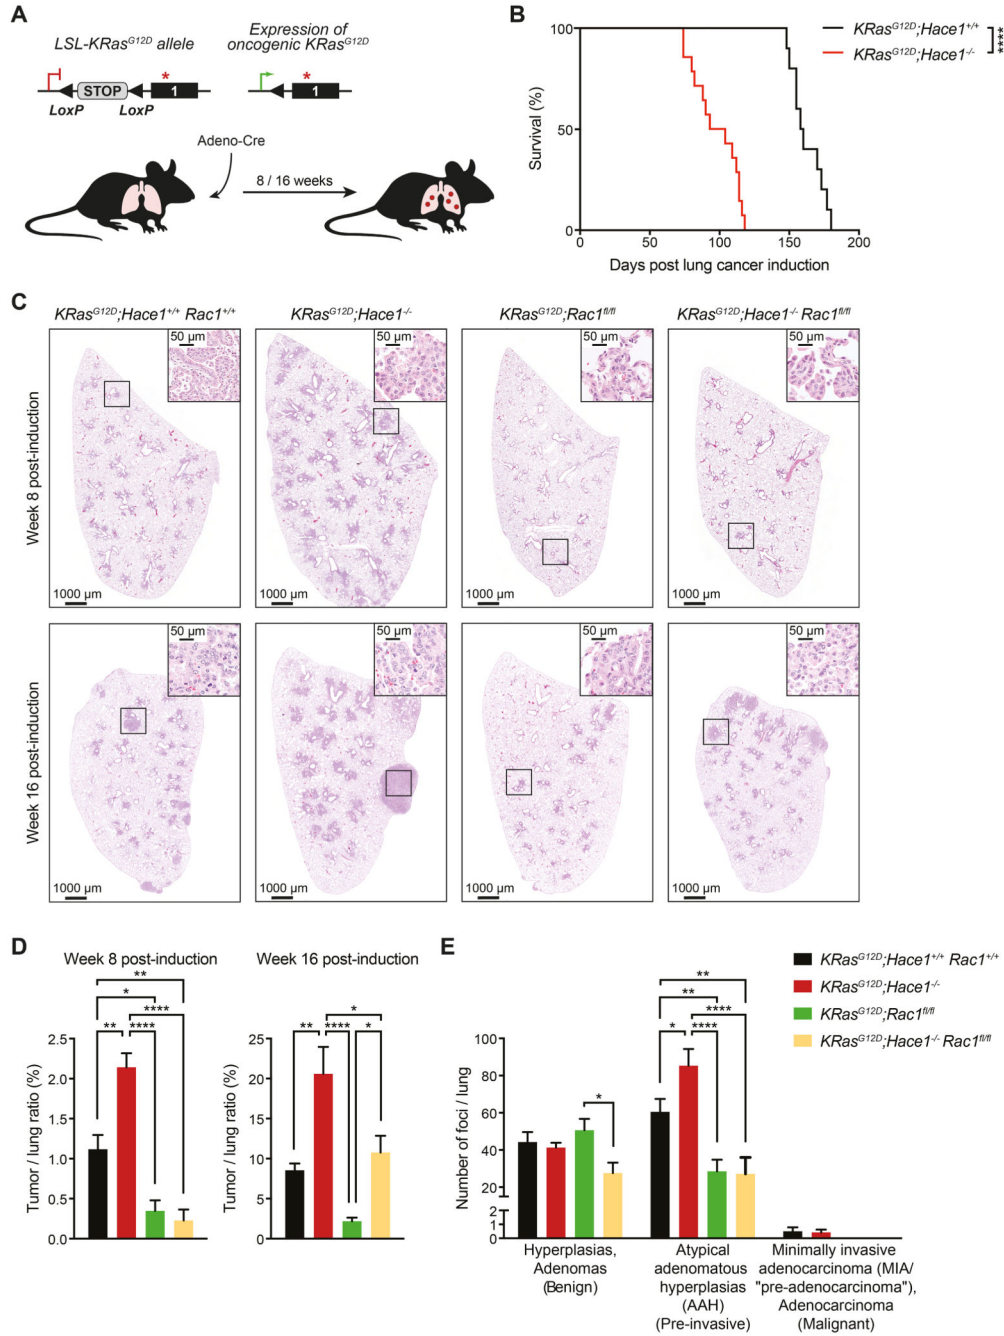 A
LSL-KRasG12D allele
Expression of
oncogenic KRasG12D
*
*
STOP
1
1
LoxP
LoxP
Adeno-Cre
8 / 16 weeks
B
KRasG12D;Hace1+/+
KRasG12D;Hace1-/-
****
Survival (%)
100
50
0
0
50
100
150
200
Days post lung cancer induction
C
KRasG12D;Hace1+/+ Rac1+/+
KRasG12D;Hace1-/-
KRasG12D;Rac1fl/fl
KRasG12D;Hace1-/- Rac1fl/fl
Week 8 post-induction
50 µm
50 µm
50 µm
50 µm
1000 µm
1000 µm
1000 µm
1000 µm
Week 16 post-induction
50 µm
50 µm
50 µm
50 µm
1000 µm
1000 µm
1000 µm
1000 µm
D
Week 8 post-induction
**
*
**
****
****
Tumor / lung ratio (%)
2.5
2.0
1.5
1.0
0.5
0.0
Week 16 post-induction
*
**
****
*
Tumor / lung ratio (%)
25
20
15
10
5
0
E
KRasG12D;Hace1+/+ Rac1+/+
KRasG12D;Hace1-/-
KRasG12D;Rac1fl/fl
KRasG12D;Hace1-/- Rac1fl/fl
Number of foci / lung
100
80
60
40
20
2
1
0
*
**
**
****
*
****
Hyperplasias,
Adenomas
(Benign)
Atypical
adenomatous
hyperplasias
(AAH)
(Pre-invasive)
Minimally invasive
adenocarcinoma (MIA/
"pre-adenocarcinoma"),
Adenocarcinoma
(Malignant)